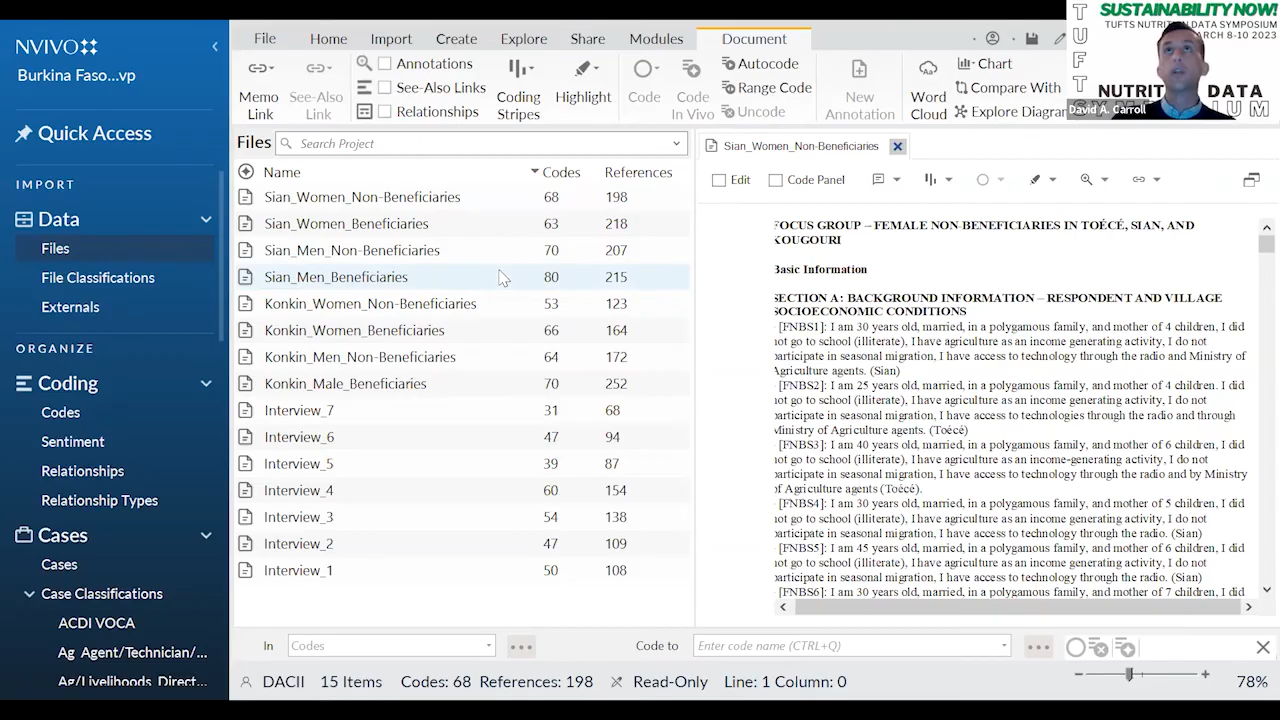 NVIVO
Burkina Faso...vp
Quick Access
IMPORT
Data
Files
File Classifications
Externals
ORGANIZE
Coding
Codes
Sentiment
Relationships
Relationship Types
Cases
Cases
Case Classifications
ACDI VOCA
Ag Agent/Technician/...
Ag/Livelihoods Direct...
File Home Import Create Explore Share Modules Document
Memo Link
See-Also Link
Annotations
See-Also Links
Relationships
Coding Stripes
Highlight
Code
Code In Vivo
Autocode
Range Code
Uncode
New Annotation
Word Cloud
Chart
Compare With
Explore Diagram
SUSTAINABILITY NOW!
TUFTS NUTRITION DATA SYMPOSIUM
MARCH 8-10 2023
TUFTS
NUTRITION DATA
David A. Carroll
Files Search Project
Name Codes References
Sian_Women_Non-Beneficiaries 68 198
Sian_Women_Beneficiaries 63 218
Sian_Men_Non-Beneficiaries 70 207
Sian_Men_Beneficiaries 80 215
Konkin_Women_Non-Beneficiaries 53 123
Konkin_Women_Beneficiaries 66 164
Konkin_Men_Non-Beneficiaries 64 172
Konkin_Male_Beneficiaries 70 252
Interview_7 31 68
Interview_6 47 94
Interview_5 39 87
Interview_4 60 154
Interview_3 54 138
Interview_2 47 109
Interview_1 50 108
Sian_Women_Non-Beneficiaries
Edit Code Panel
FOCUS GROUP – FEMALE NON-BENEFICIARIES IN TOÉCÉ, SIAN, AND
KOUGOURI
Basic Information
SECTION A: BACKGROUND INFORMATION – RESPONDENT AND VILLAGE
SOCIOECONOMIC CONDITIONS
[FNBS1]: I am 30 years old, married, in a polygamous family, and mother of 4 children, I did
not go to school (illiterate), I have agriculture as an income generating activity, I do not
participate in seasonal migration, I have access to technology through the radio and Ministry of
Agriculture agents. (Sian)
[FNBS2]: I am 25 years old, married, in a polygamous family, and mother of 4 children. I did
not go to school (illiterate), I have agriculture as an income generating activity, I do not
participate in seasonal migration, I have access to technologies through the radio and through
Ministry of Agriculture agents. (Toécé)
[FNBS3]: I am 40 years old, married, in a polygamous family, and mother of 6 children, I did
not go to school (illiterate), I have agriculture as an income-generating activity, I do not
participate in seasonal migration, I have access to technology through the radio and by Ministry
of Agriculture agents (Toécé).
[FNBS4]: I am 30 years old, married, in a polygamous family, and mother of 5 children, I did
not go to school (illiterate), I have agriculture as an income generating activity, I do not
participate in seasonal migration, I have access to technology through the radio. (Sian)
[FNBS5]: I am 45 years old, married, in a polygamous family, and mother of 6 children, I did
not go to school (illiterate), I have agriculture as an income generating activity, I do not
participate in seasonal migration, I have access to technology through the radio. (Sian)
[FNBS6]: I am 30 years old, married, in a polygamous family, and mother of 7 children, I did
In Codes
Code to Enter code name (CTRL+Q)
DACII 15 Items Codes: 68 References: 198 Read-Only Line: 1 Column: 0 78%